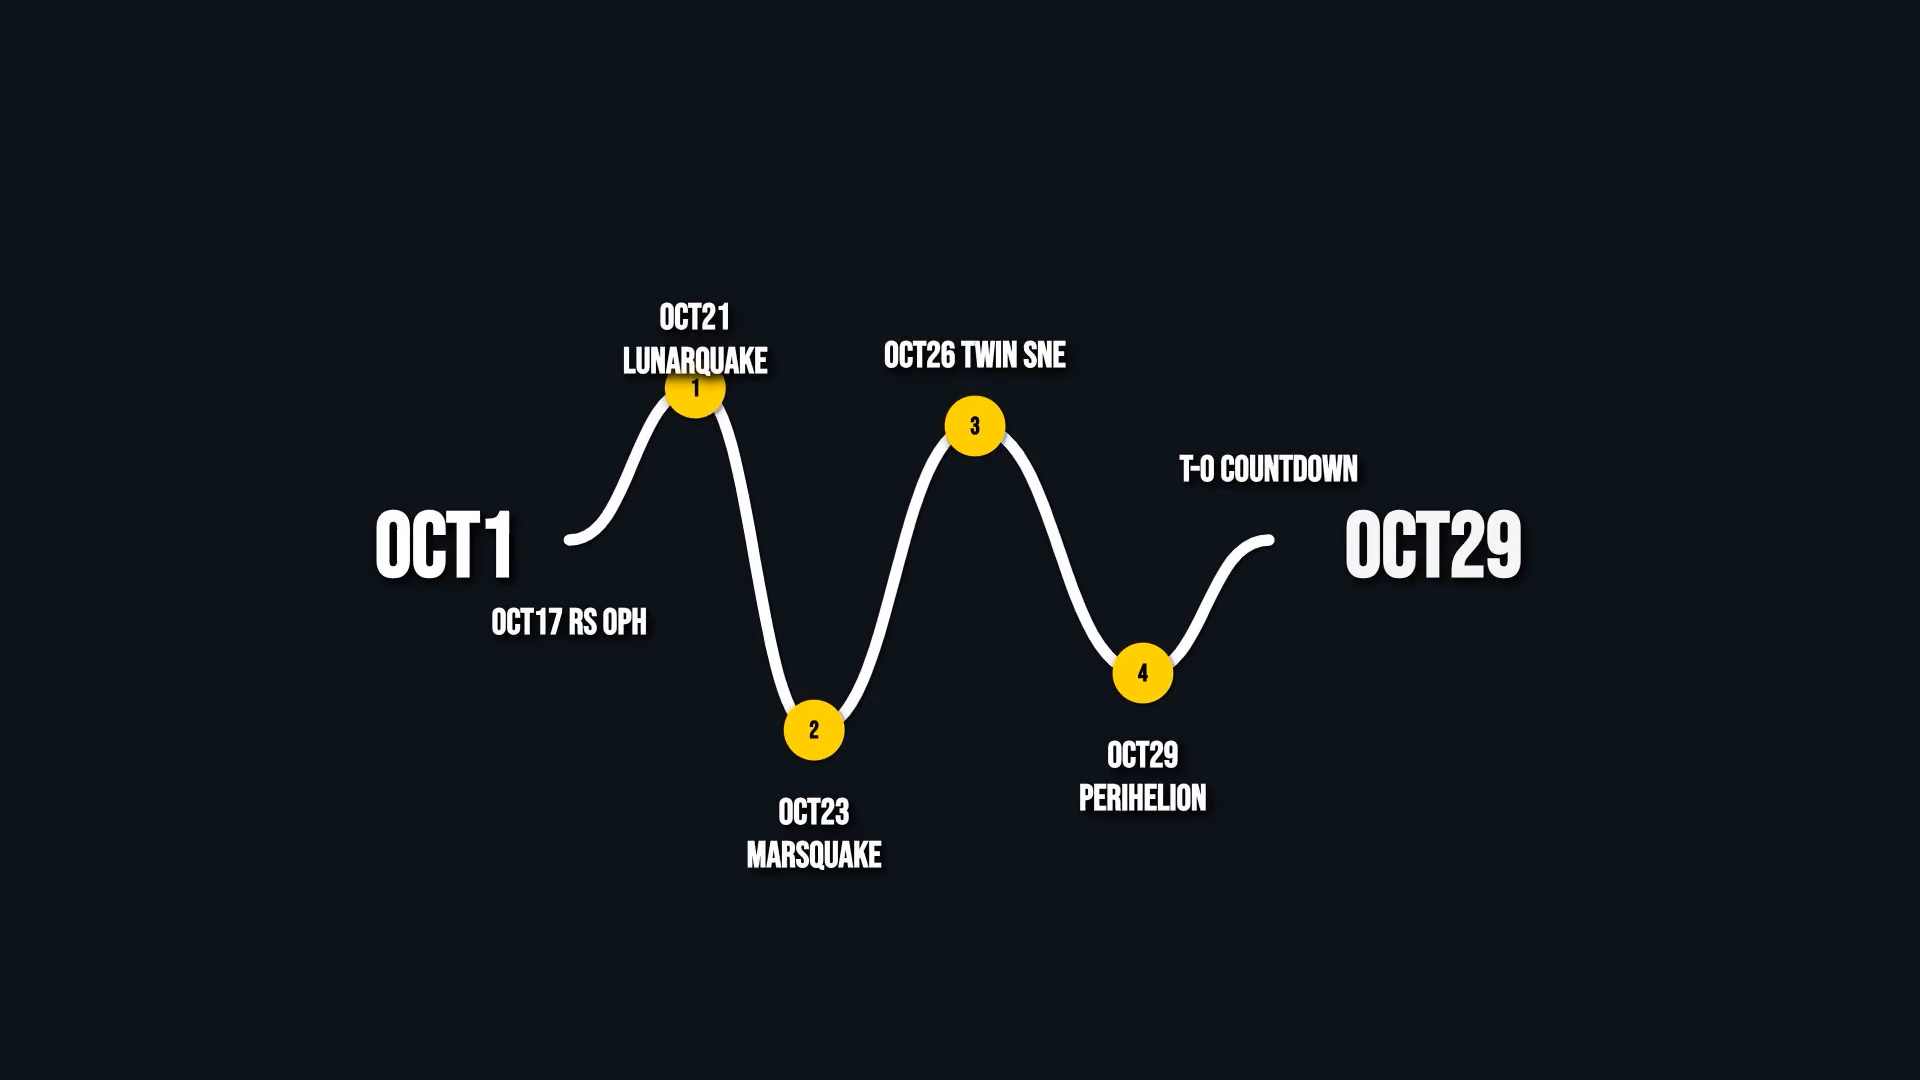 OCT1
OCT17 RS OPH
OCT21
LUNARQUAKE
1
2
OCT23
MARSQUAKE
OCT26 TWIN SNE
3
4
OCT29
PERIHELION
T-0 COUNTDOWN
OCT29